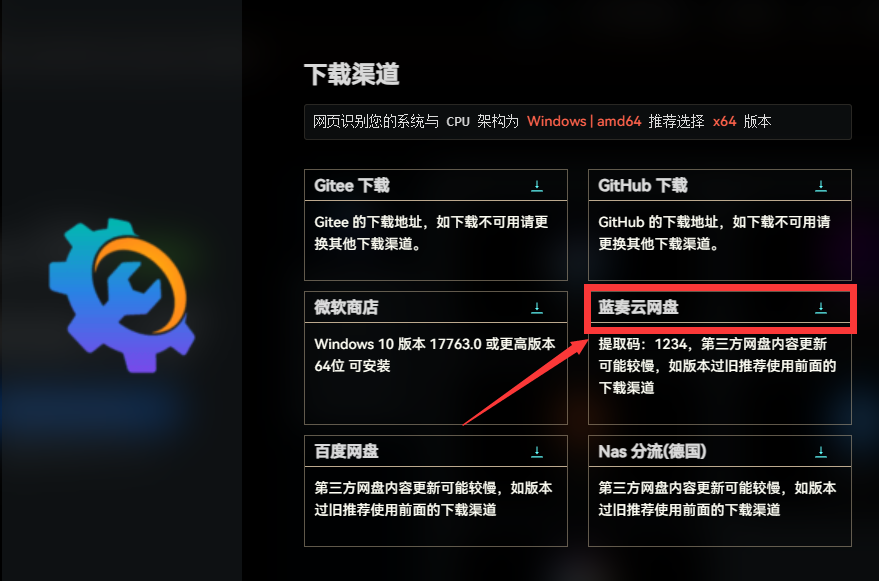 下载渠道
网页识别您的系统与 CPU 架构为 Windows | amd64 推荐选择 x64 版本
Gitee 下载
Gitee 的下载地址，如下载不可用请更
换其他下载渠道。
GitHub 下载
GitHub 的下载地址，如下载不可用请
更换其他下载渠道。
微软商店
Windows 10 版本 17763.0 或更高版本
64位 可安装
蓝奏云网盘
提取码：1234，第三方网盘内容更新
可能较慢，如版本过旧推荐使用前面的
下载渠道
百度网盘
第三方网盘内容更新可能较慢，如版本
过旧推荐使用前面的下载渠道
Nas 分流(德国)
第三方网盘内容更新可能较慢，如版本
过旧推荐使用前面的下载渠道